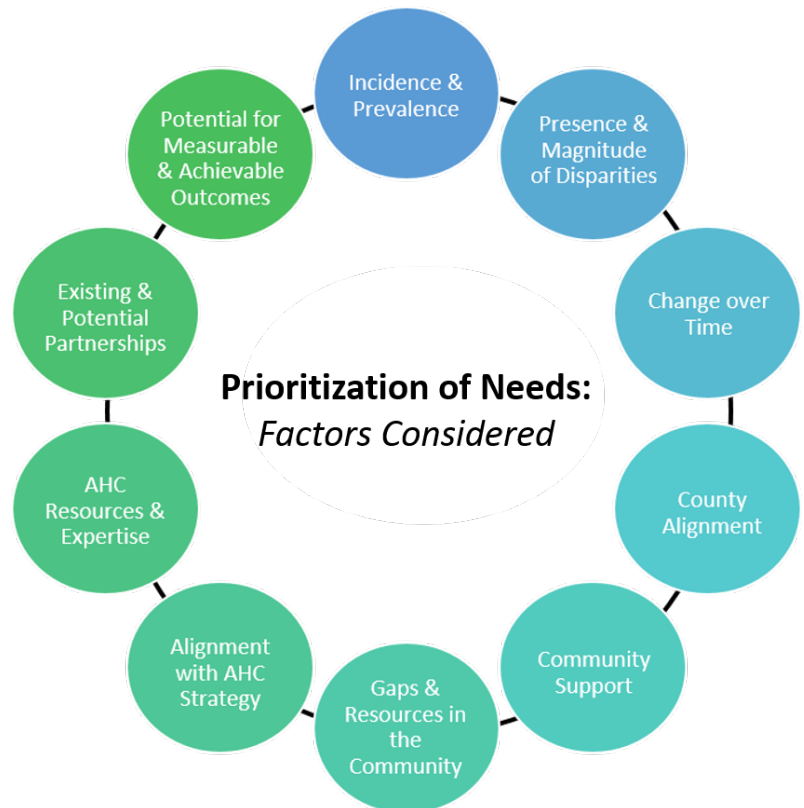 Incidence &
Prevalence
Presence &
Magnitude
of Disparities
Change over
Time
County
Alignment
Community
Support
Gaps &
Resources in
the
Community
Alignment
with AHC
Strategy
AHC
Resources &
Expertise
Existing &
Potential
Partnerships
Potential for
Measurable
& Achievable
Outcomes
Prioritization of Needs:
Factors Considered